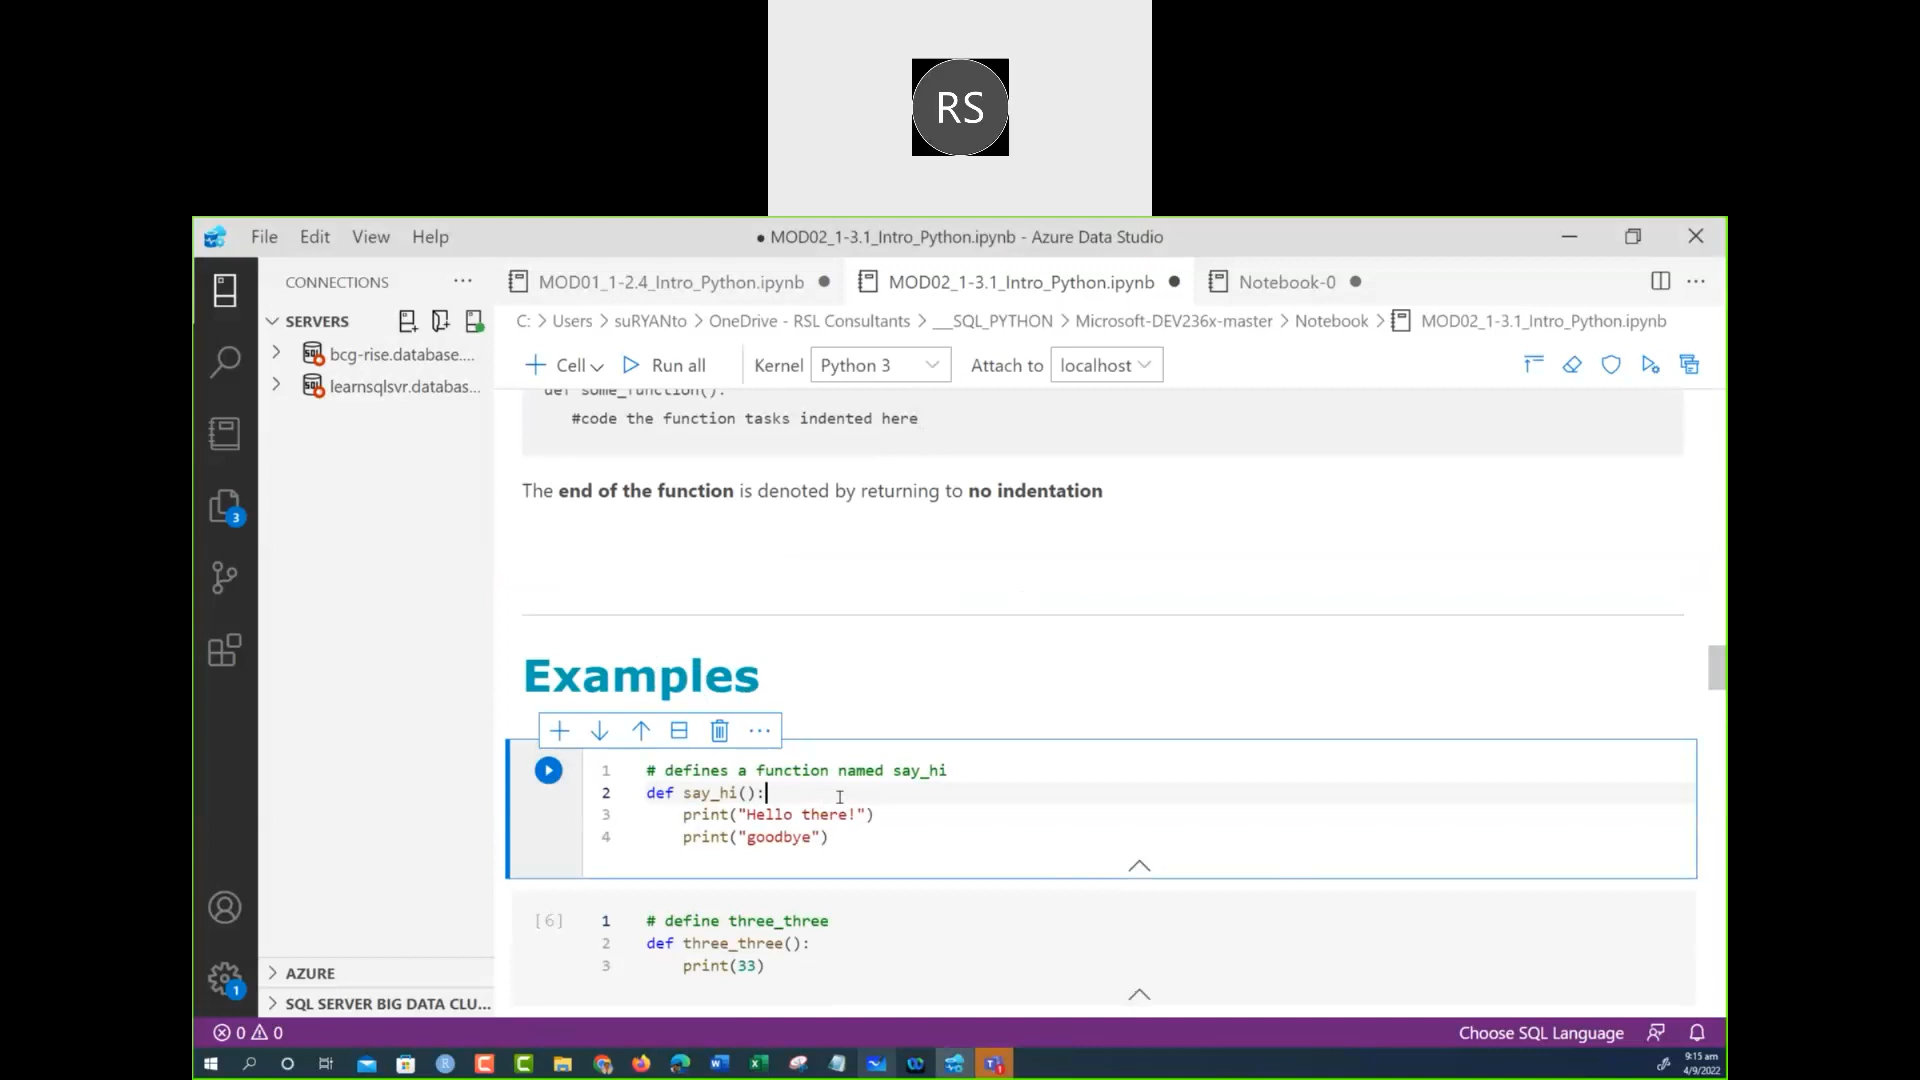 RS
File Edit View Help
● MOD02_1-3.1_Intro_Python.ipynb - Azure Data Studio
CONNECTIONS
MOD01_1-2.4_Intro_Python.ipynb
MOD02_1-3.1_Intro_Python.ipynb
Notebook-0
SERVERS
bcg-rise.database....
learnsqlsvr.databas...
C: > Users > suRYANto > OneDrive - RSL Consultants > __SQL_PYTHON > Microsoft-DEV236x-master > Notebook > MOD02_1-3.1_Intro_Python.ipynb
Cell Run all Kernel Python 3 Attach to localhost
def some_function():
#code the function tasks indented here
The end of the function is denoted by returning to no indentation
Examples
1 # defines a function named say_hi
2 def say_hi():
3 print("Hello there!")
4 print("goodbye")
[6] 1 # define three_three
2 def three_three():
3 print(33)
3
1
AZURE
SQL SERVER BIG DATA CLU...
0 0
Choose SQL Language
9:15 am
4/9/2022